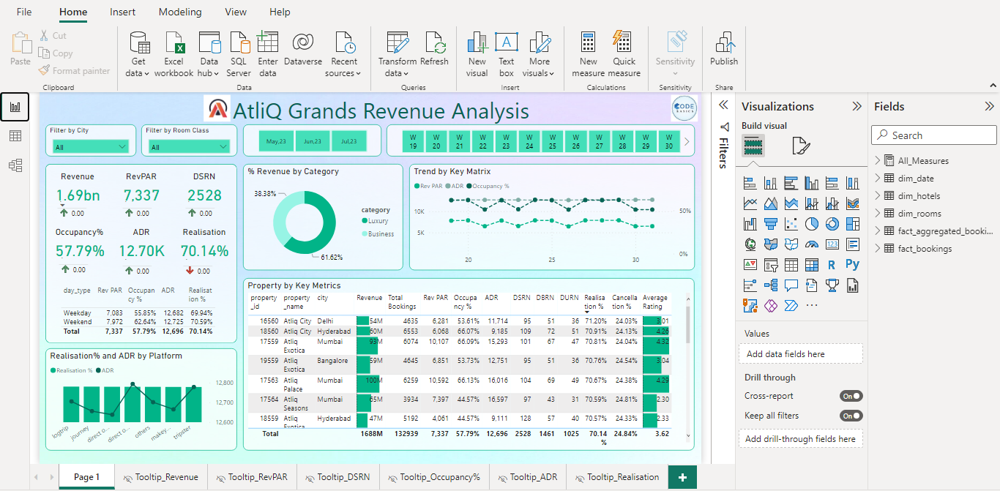 File Home Insert Modeling View Help
Paste
Cut
Copy
Format painter
Clipboard
Get data
Excel workbook
Data hub
SQL Server
Enter data
Dataverse
Recent sources
Data
Transform data
Refresh
Queries
New visual
Text box
More visuals
Insert
New measure
Quick measure
Calculations
Sensitivity
Sensitivity
Publish
Share
AtliQ Grands Revenue Analysis
CODE
BASICS
Filter by City
All
Filter by Room Class
All
May,23 Jun,23 Jul,23
W 19 W 20 W 21 W 22 W 23 W 24 W 25 W 26 W 27 W 28 W 29 W 30
Revenue RevPAR DSRN
1.69bn 7,337 2528
0.00 0.00 0.00
Occupancy% ADR Realisation
57.79% 12.70K 70.14%
0.00 0.00 0.00
day_type Rev PAR Occupancy % ADR Realisation %
Weekday 7,083 55.85% 12,682 69.94%
Weekend 7,972 62.64% 12,725 70.59%
Total 7,337 57.79% 12,696 70.14%
% Revenue by Category
38.38%
61.62%
category
Luxury
Business
Trend by Key Matrix
Rev PAR ADR Occupancy %
10K
5K
50%
0%
20 25 30
Realisation% and ADR by Platform
Realisation % ADR
12,800
12,700
12,600
logtrip journey direct o... direct o... others makey... tripster
Property by Key Metrics
property_id property_name city Revenue Total Bookings Rev PAR Occupancy % ADR DSRN DBRN DURN Realisation % Cancellation % Average Rating
16560 Atliq City Delhi 54M 4635 6,281 53.61% 11,714 95 51 36 71.20% 24.03% 3.01
18560 Atliq City Hyderabad 60M 6553 6,068 66.09% 9,185 109 72 51 70.91% 24.13% 4.26
17559 Atliq Exotica Mumbai 93M 6074 10,107 66.09% 15,293 101 67 47 70.81% 24.04% 4.32
19559 Atliq Exotica Bangalore 59M 4645 6,851 53.73% 12,751 95 51 36 70.76% 24.54% 3.04
17563 Atliq Palace Mumbai 100M 6259 10,592 66.13% 16,016 104 69 49 70.67% 24.38% 4.29
17564 Atliq Seasons Mumbai 65M 3934 7,397 44.57% 16,597 97 43 31 70.59% 24.81% 2.30
18559 Atliq Exotica Hyderabad 47M 5192 4,061 44.57% 9,111 128 57 40 70.57% 24.33% 2.33
Total 1688M 132939 7,337 57.79% 12,696 2528 1461 1025 70.14% 24.84% 3.62
Filters
Visualizations
Build visual
123
R
Py
Values
Add data fields here
Drill through
Cross-report On
Keep all filters On
Add drill-through fields here
Fields
Search
All_Measures
dim_date
dim_hotels
dim_rooms
fact_aggregated_booki...
fact_bookings
Page 1 Tooltip_Revenue Tooltip_RevPAR Tooltip_DSRN Tooltip_Occupancy% Tooltip_ADR Tooltip_Realisation